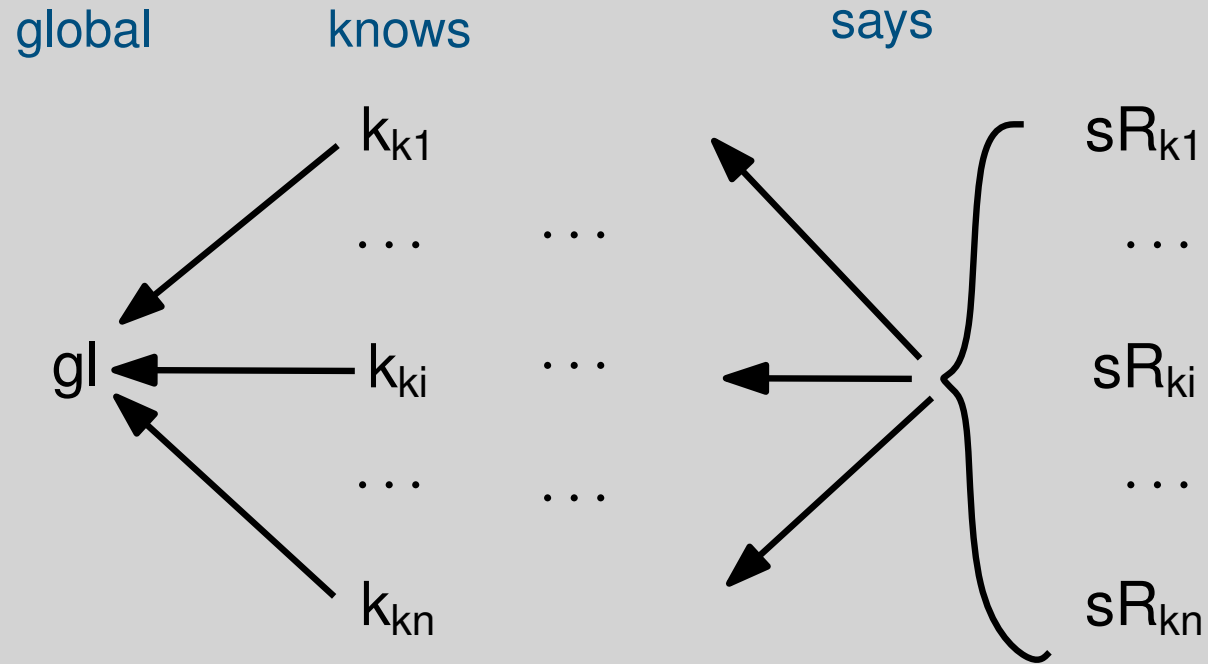 global knows says
k_k1 sR_k1
... ... ...
gl k_ki ... sR_ki
... ... ...
k_kn sR_kn